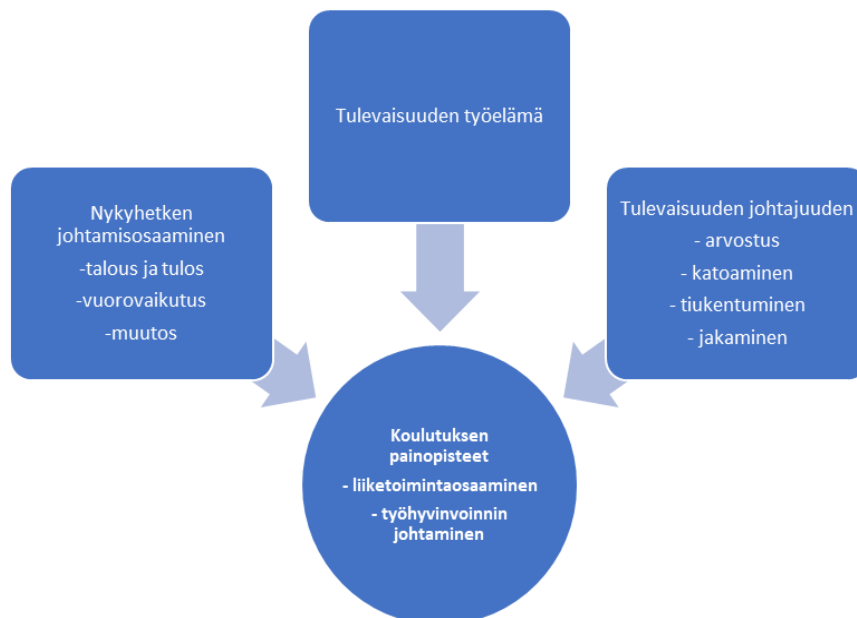 Tulevaisuuden työelämä
Nykyhetken
johtamisosaaminen
-talous ja tulos
-vuorovaikutus
-muutos
Tulevaisuuden johtajuuden
- arvostus
- katoaminen
- tiukentuminen
- jakaminen
Koulutuksen
painopisteet
- liiketoimintaosaaminen
- työhyvinvoinnin
johtaminen